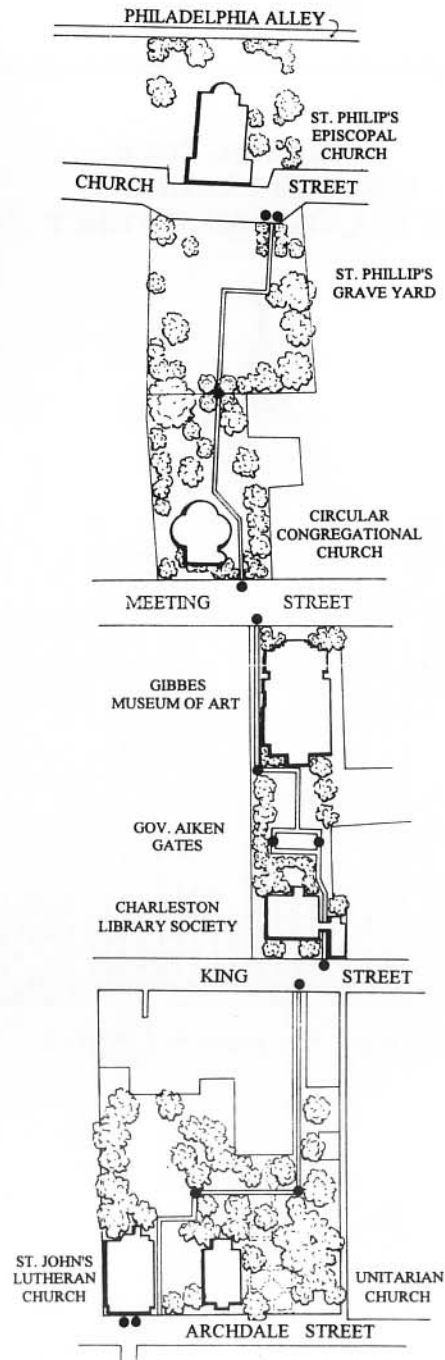 PHILADELPHIA ALLEY
ST. PHILIP'S
EPISCOPAL
CHURCH
CHURCH STREET
ST. PHILLIP'S
GRAVE YARD
CIRCULAR
CONGREGATIONAL
CHURCH
MEETING STREET
GIBBES
MUSEUM OF ART
GOV. AIKEN
GATES
CHARLESTON
LIBRARY SOCIETY
KING STREET
ST. JOHN'S
LUTHERAN
CHURCH
UNITARIAN
CHURCH
ARCHDALE STREET